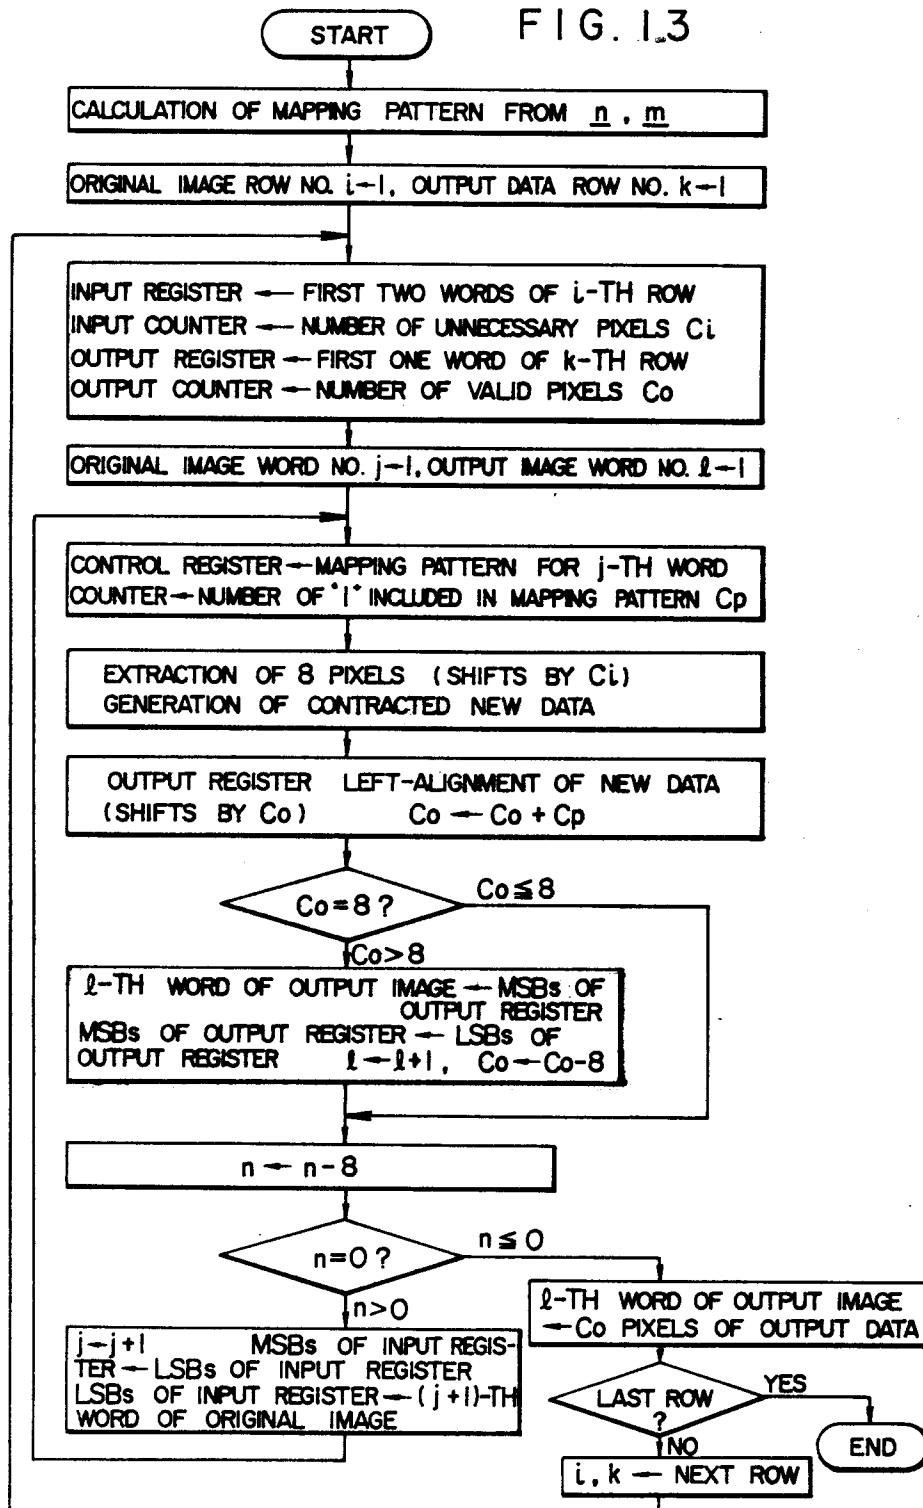 FIG. 13
START
CALCULATION OF MAPPING PATTERN FROM n, m
ORIGINAL IMAGE ROW NO. i←1, OUTPUT DATA ROW NO. k←1
INPUT REGISTER ← FIRST TWO WORDS OF i-TH ROW
INPUT COUNTER ← NUMBER OF UNNECESSARY PIXELS Ci
OUTPUT REGISTER ← FIRST ONE WORD OF k-TH ROW
OUTPUT COUNTER ← NUMBER OF VALID PIXELS Co
ORIGINAL IMAGE WORD NO. j←1, OUTPUT IMAGE WORD NO. ℓ←1
CONTROL REGISTER ← MAPPING PATTERN FOR j-TH WORD
COUNTER ← NUMBER OF "1" INCLUDED IN MAPPING PATTERN Cp
EXTRACTION OF 8 PIXELS (SHIFTS BY Ci)
GENERATION OF CONTRACTED NEW DATA
OUTPUT REGISTER LEFT-ALIGNMENT OF NEW DATA
(SHIFTS BY Co) Co ← Co + Cp
Co=8?
Co≦8
Co>8
ℓ-TH WORD OF OUTPUT IMAGE ← MSBs OF
OUTPUT REGISTER
MSBs OF OUTPUT REGISTER ← LSBs OF
OUTPUT REGISTER ℓ←ℓ+1, Co←Co-8
n ← n-8
n=0?
n≦0
n>0
j←j+1 MSBs OF INPUT REGIS-
TER ← LSBs OF INPUT REGISTER
LSBs OF INPUT REGISTER ← (j+1)-TH
WORD OF ORIGINAL IMAGE
ℓ-TH WORD OF OUTPUT IMAGE
← Co PIXELS OF OUTPUT DATA
LAST ROW
?
YES
NO
END
i, k ← NEXT ROW